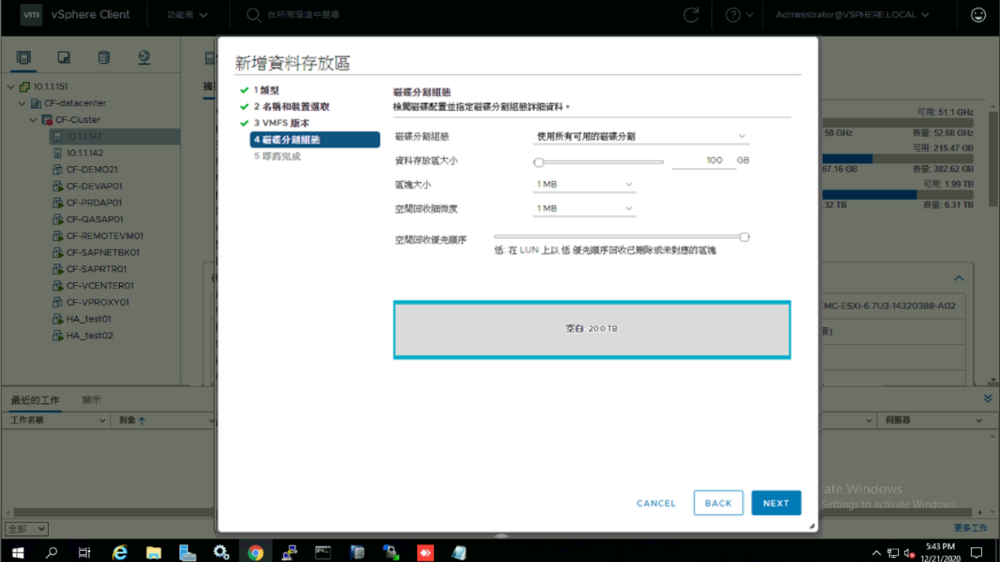 vm vSphere Client 功能表 在所有環境中搜尋 Administrator@VSPHERE.LOCAL
10.1.1.151
CF-datacenter
CF-Cluster
10.1.1.141
10.1.1.142
CF-DEMO21
CF-DEVAP01
CF-PRDAP01
CF-QASAP01
CF-REMOTEVM01
CF-SAPNETBK01
CF-SAPRTR01
CF-VCENTER01
CF-VPROXY01
HA_test01
HA_test02
新增資料存放區
1 類型
2 名稱和裝置選取
3 VMFS 版本
4 磁碟分割組態
5 即將完成
磁碟分割組態
檢閱磁碟配置並指定磁碟分割組態詳細資料。
磁碟分割組態 使用所有可用的磁碟分割
資料存放區大小 100 GB
區塊大小 1 MB
空間回收細微度 1 MB
空間回收優先順序
低: 在 LUN 上以 低 優先順序回收已刪除或未對應的區塊
空白: 20.0 TB
CANCEL BACK NEXT
可用: 51.1 GHz
.58 GHz 容量: 52.68 GHz
可用: 215.47 GB
67.16 GB 容量: 382.62 GB
可用: 1.99 TB
.32 TB 容量: 6.31 TB
EMC-ESXi-6.7U3-14320388-A02
要)
最近的工作 警示
工作名稱 對象 伺服器
vate Windows
Settings to activate Windows.
全部 更多工作
5:43 PM
12/21/2020